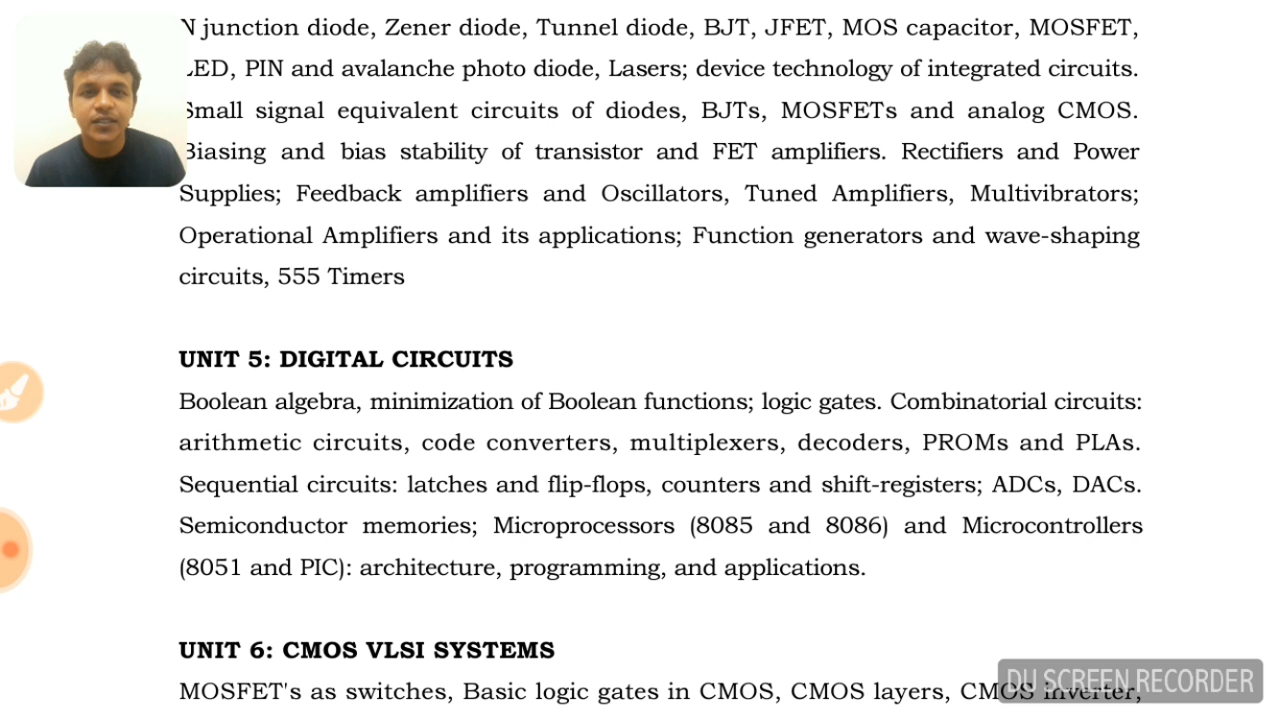 N junction diode, Zener diode, Tunnel diode, BJT, JFET, MOS capacitor, MOSFET,
LED, PIN and avalanche photo diode, Lasers; device technology of integrated circuits.
Small signal equivalent circuits of diodes, BJTs, MOSFETs and analog CMOS.
Biasing and bias stability of transistor and FET amplifiers. Rectifiers and Power
Supplies; Feedback amplifiers and Oscillators, Tuned Amplifiers, Multivibrators;
Operational Amplifiers and its applications; Function generators and wave-shaping
circuits, 555 Timers
UNIT 5: DIGITAL CIRCUITS
Boolean algebra, minimization of Boolean functions; logic gates. Combinatorial circuits:
arithmetic circuits, code converters, multiplexers, decoders, PROMs and PLAs.
Sequential circuits: latches and flip-flops, counters and shift-registers; ADCs, DACs.
Semiconductor memories; Microprocessors (8085 and 8086) and Microcontrollers
(8051 and PIC): architecture, programming, and applications.
UNIT 6: CMOS VLSI SYSTEMS
MOSFET's as switches, Basic logic gates in CMOS, CMOS layers, CMOS inverter,
DU SCREEN RECORDER